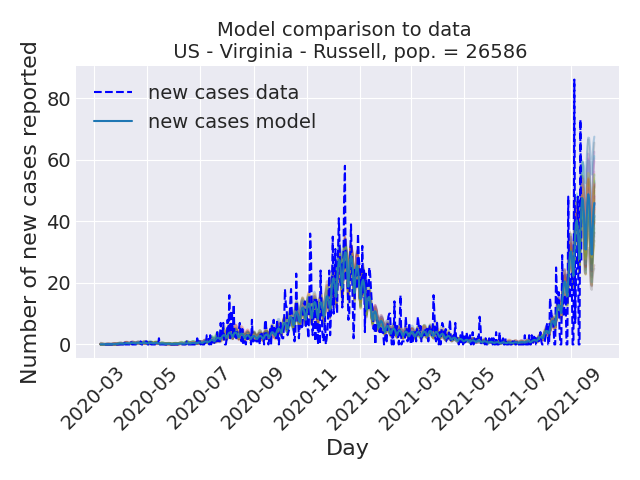 Model comparison to data
US - Virginia - Russell, pop. = 26586
Number of new cases reported
80
60
40
20
0
new cases data
new cases model
2020-03
2020-05
2020-07
2020-09
2020-11
2021-01
2021-03
2021-05
2021-07
2021-09
Day